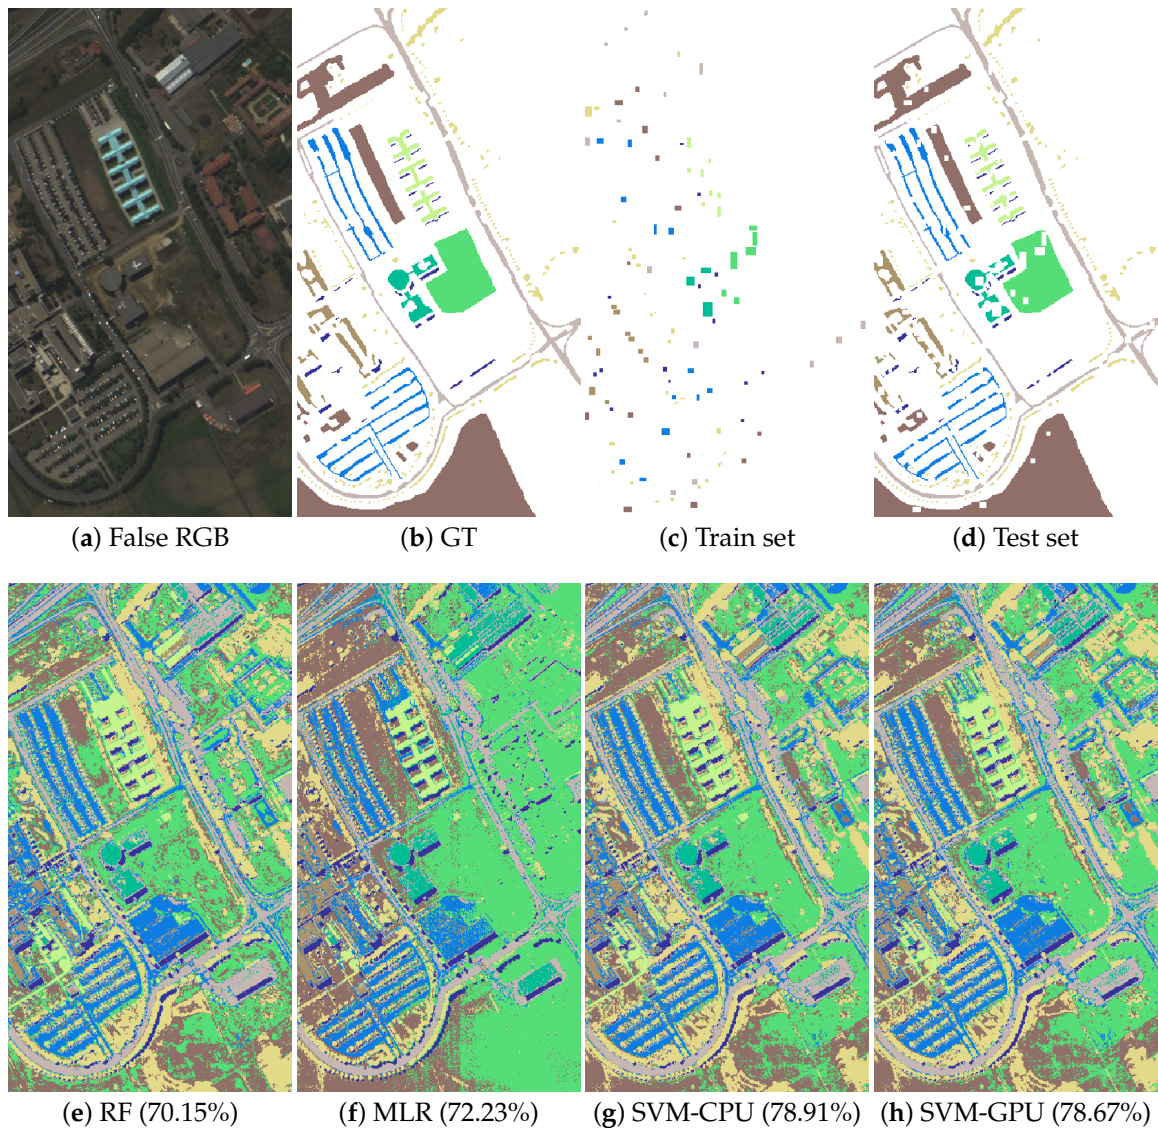 (a) False RGB
(b) GT
(c) Train set
(d) Test set
(e) RF (70.15%)
(f) MLR (72.23%)
(g) SVM-CPU (78.91%)
(h) SVM-GPU (78.67%)